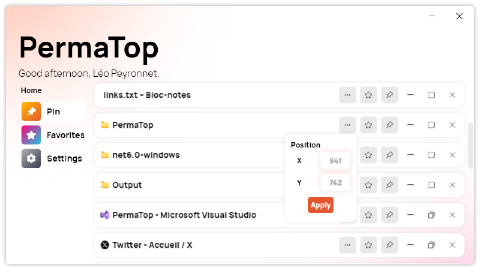 PermaTop
Good afternoon, Léo Peyronnet.
Home
Pin
Favorites
Settings
links.txt – Bloc-notes
PermaTop
net6.0-windows
Output
PermaTop - Microsoft Visual Studio
Twitter - Accueil / X
Position
X 941
Y 742
Apply